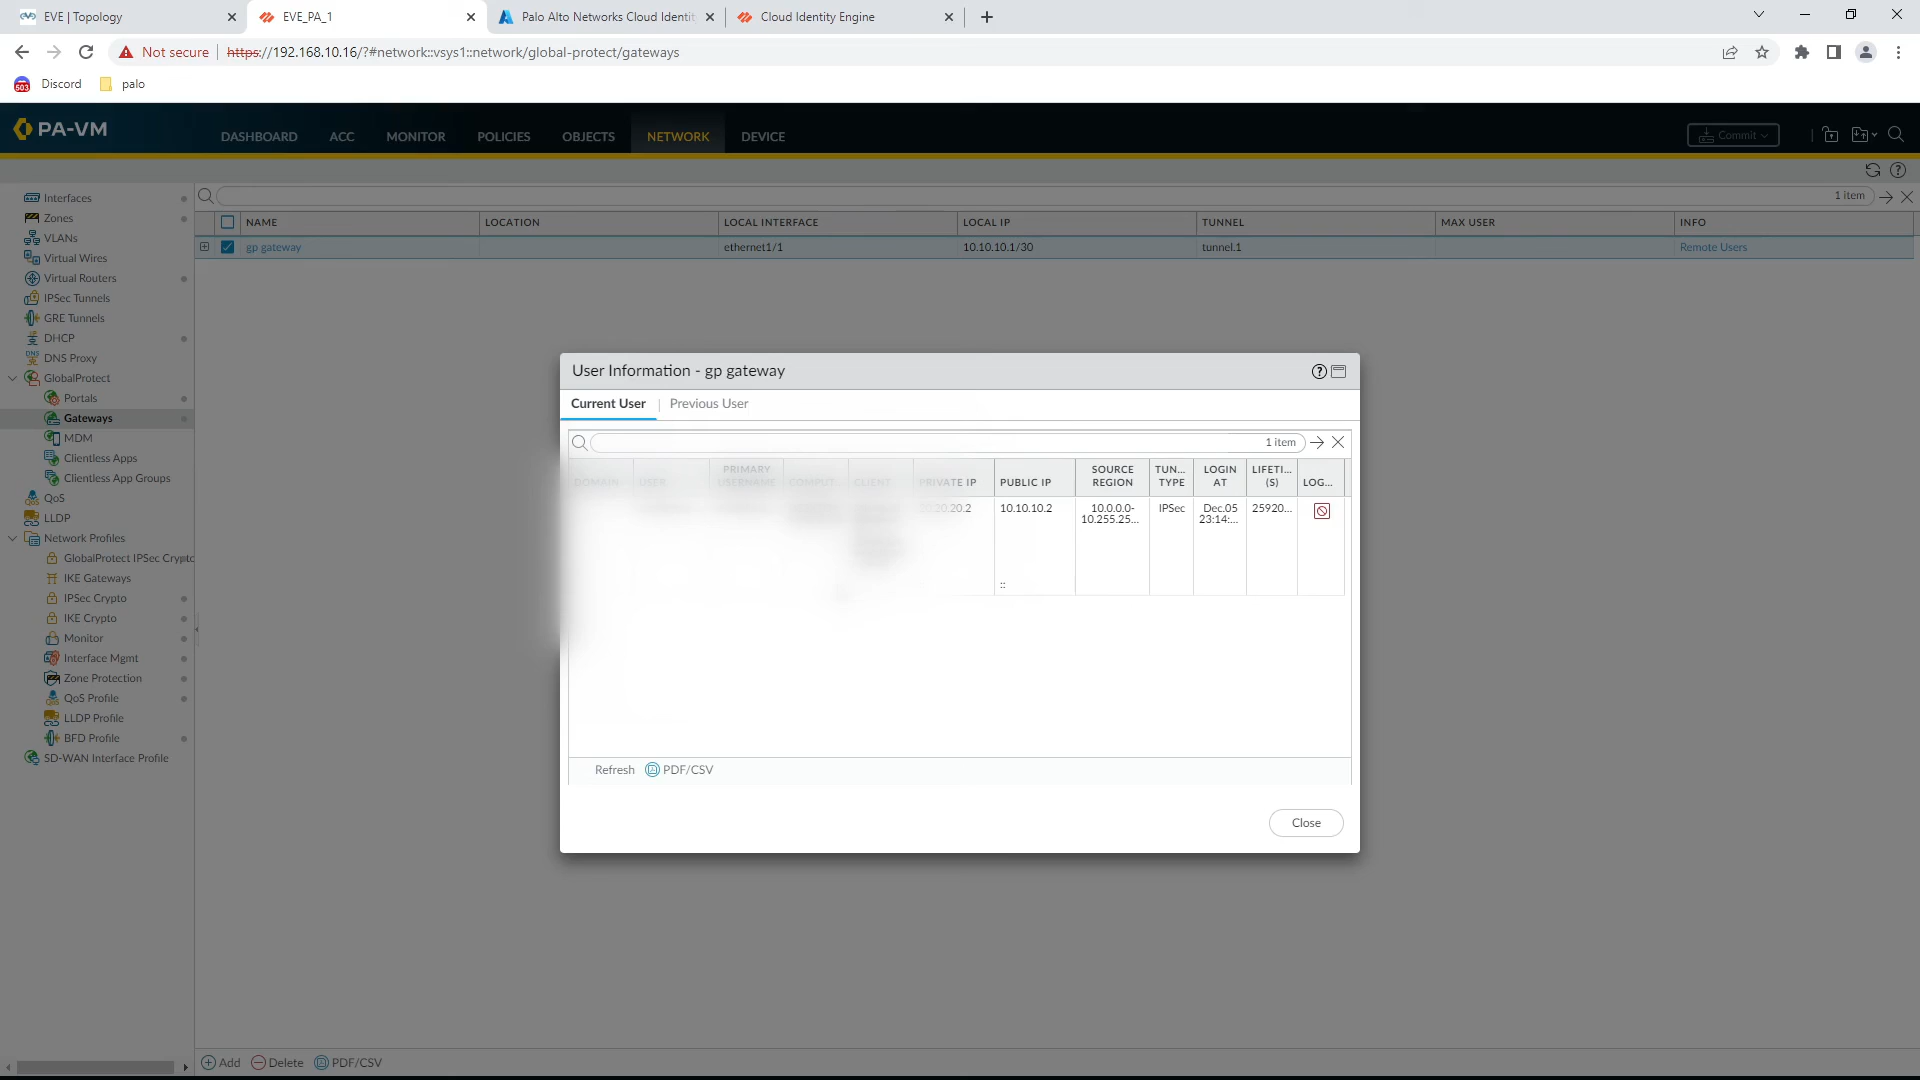 EVE | Topology
EVE_PA_1
Palo Alto Networks Cloud Identit
Cloud Identity Engine
Not secure
https://192.168.10.16/?#network::vsys1::network/global-protect/gateways
Discord
palo
PA-VM
DASHBOARD
ACC
MONITOR
POLICIES
OBJECTS
NETWORK
DEVICE
Commit
Interfaces
Zones
VLANs
Virtual Wires
Virtual Routers
IPSec Tunnels
GRE Tunnels
DHCP
DNS Proxy
GlobalProtect
Portals
Gateways
MDM
Clientless Apps
Clientless App Groups
QoS
LLDP
Network Profiles
GlobalProtect IPSec Crypto
IKE Gateways
IPSec Crypto
IKE Crypto
Monitor
Interface Mgmt
Zone Protection
QoS Profile
LLDP Profile
BFD Profile
SD-WAN Interface Profile
1 item
NAME LOCATION LOCAL INTERFACE LOCAL IP TUNNEL MAX USER INFO
gp gateway ethernet1/1 10.10.10.1/30 tunnel.1 Remote Users
User Information - gp gateway
Current User | Previous User
1 item
DOMAIN USER PRIMARY USERNAME COMPUT... CLIENT PRIVATE IP PUBLIC IP SOURCE REGION TUN... TYPE LOGIN AT LIFETI... (S) LOG...
20.20.20.2 10.10.10.2 10.0.0.0-10.255.25... IPSec Dec.05 23:14:... 25920...
::
Refresh PDF/CSV
Close
Add Delete PDF/CSV